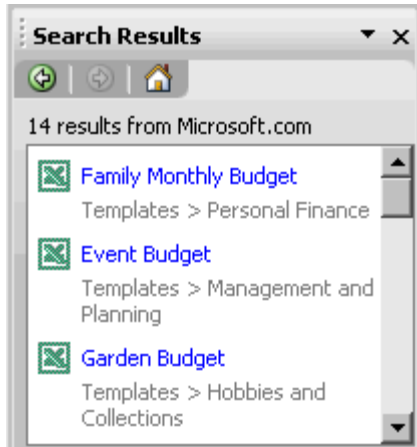 Search Results
14 results from Microsoft.com
Family Monthly Budget
Templates > Personal Finance
Event Budget
Templates > Management and
Planning
Garden Budget
Templates > Hobbies and
Collections